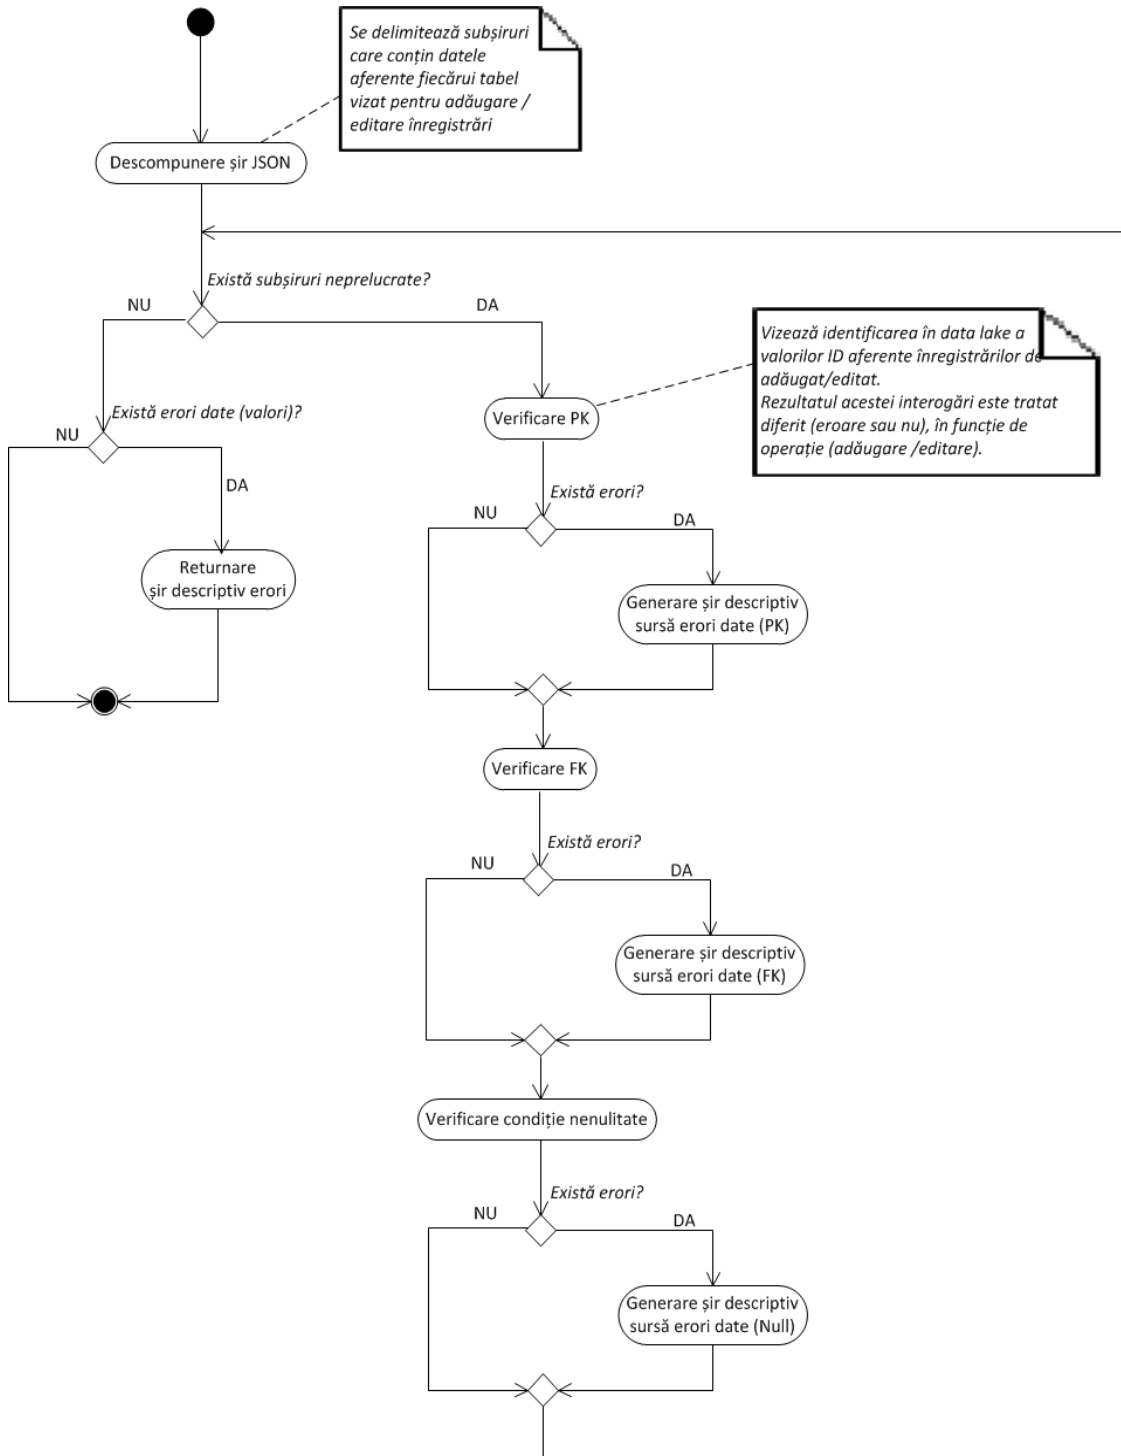 Se delimitează subșiruri
care conțin datele
aferente fiecărui tabel
vizat pentru adăugare /
editare înregistrări
Descompunere șir JSON
Există subșiruri neprelucrate?
NU
DA
Vizează identificarea în data lake a
valorilor ID aferente înregistrărilor de
adăugat/editat.
Rezultatul acestei interogări este tratat
diferit (eroare sau nu), în funcție de
operație (adăugare /editare).
Există erori date (valori)?
Verificare PK
NU
DA
Există erori?
NU
DA
Returnare
șir descriptiv erori
Generare șir descriptiv
sursă erori date (PK)
Verificare FK
Există erori?
NU
DA
Generare șir descriptiv
sursă erori date (FK)
Verificare condiție nenulitate
Există erori?
NU
DA
Generare șir descriptiv
sursă erori date (Null)